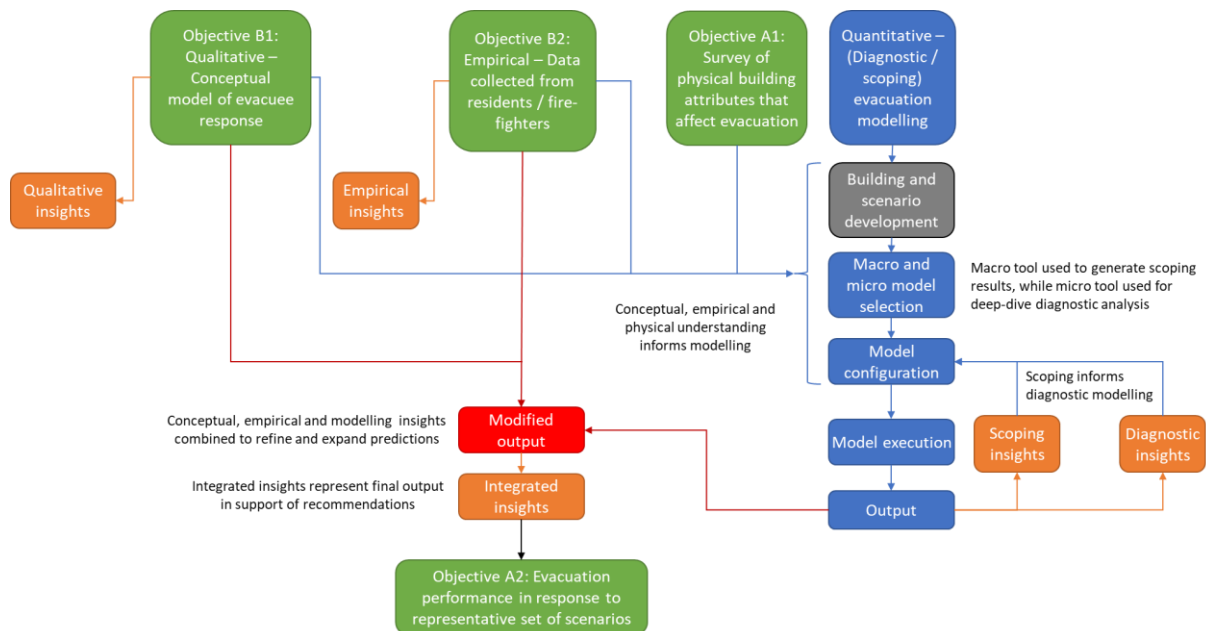 Objective B1:
Qualitative –
Conceptual
model of evacuee
response
Objective B2:
Empirical – Data
collected from
residents / fire-
fighters
Objective A1:
Survey of
physical building
attributes that
affect evacuation
Quantitative –
(Diagnostic /
scoping)
evacuation
modelling
Qualitative
insights
Empirical
insights
Building and
scenario
development
Macro and
micro model
selection
Macro tool used to generate scoping
results, while micro tool used for
deep-dive diagnostic analysis
Conceptual, empirical and
physical understanding
informs modelling
Model
configuration
Scoping informs
diagnostic modelling
Conceptual, empirical and modelling insights
combined to refine and expand predictions
Modified
output
Model execution
Scoping
insights
Diagnostic
insights
Integrated insights represent final output
in support of recommendations
Integrated
insights
Output
Objective A2: Evacuation
performance in response to
representative set of scenarios